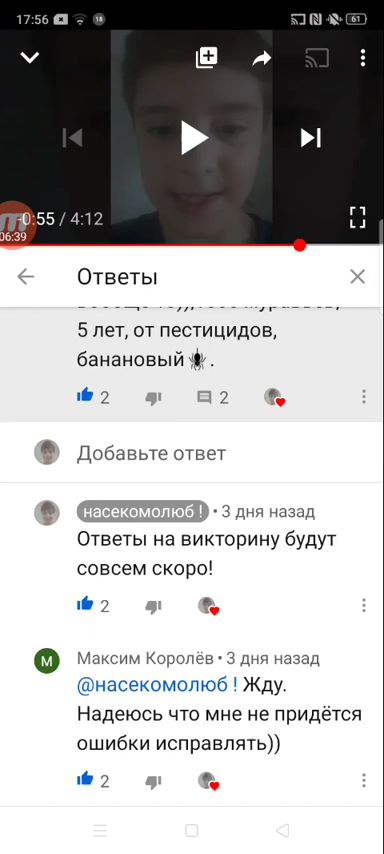 17:56 18 61
-0:55 / 4:12
06:39
Ответы
5 лет, от пестицидов,
банановый🕷.
2 2
Добавьте ответ
насекомолюб ! • 3 дня назад
Ответы на викторину будут
совсем скоро!
2
М Максим Королёв • 3 дня назад
@насекомолюб ! Жду.
Надеюсь что мне не придётся
ошибки исправлять))
2